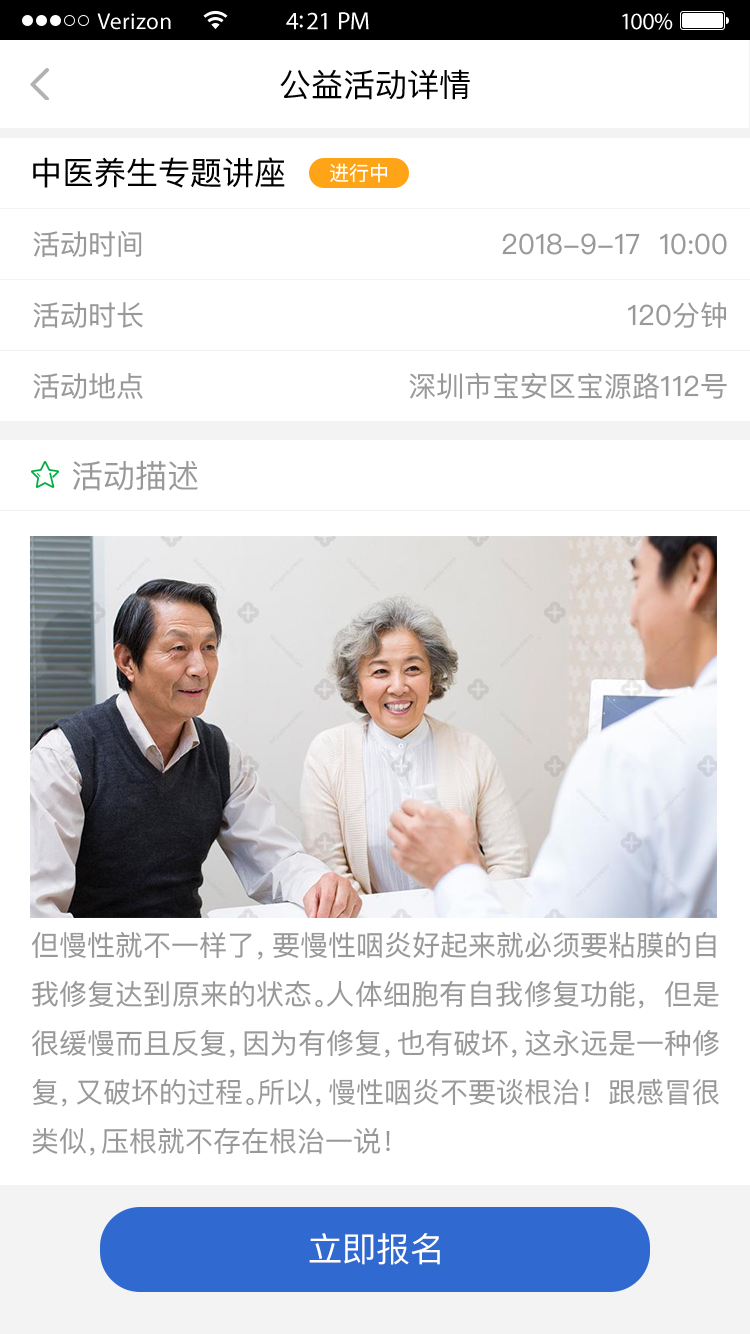 Verizon 4:21 PM 100%
公益活动详情
中医养生专题讲座 进行中
活动时间 2018-9-17 10:00
活动时长 120分钟
活动地点 深圳市宝安区宝源路112号
活动描述
但慢性就不一样了,要慢性咽炎好起来就必须要粘膜的自
我修复达到原来的状态。人体细胞有自我修复功能，但是
很缓慢而且反复,因为有修复,也有破坏,这永远是一种修
复,又破坏的过程。所以,慢性咽炎不要谈根治！跟感冒很
类似,压根就不存在根治一说!
立即报名